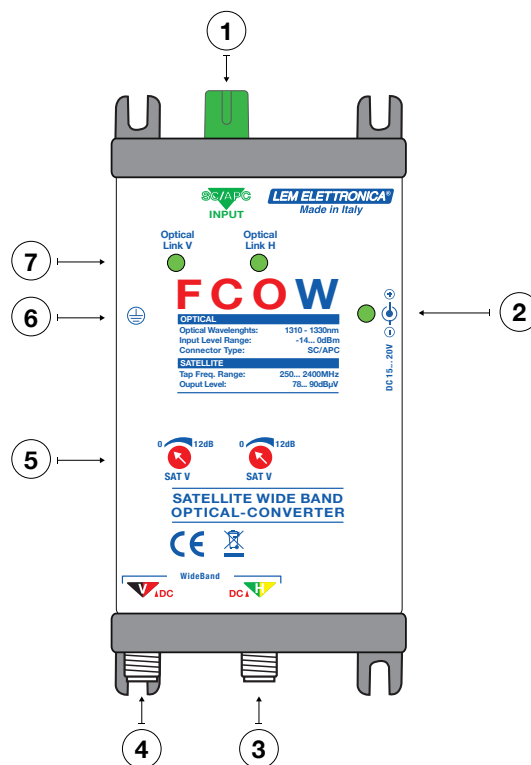 1
SC/APC
INPUT
LEM ELETTRONICA®
Made in Italy
Optical
Link V
Optical
Link H
7
FCOW
6
2
DC 15... 20V
OPTICAL
Optical Wavelenghts: 1310 - 1330nm
Input Level Range: -14... 0dBm
Connector Type: SC/APC
SATELLITE
Tap Freq. Range: 250... 2400MHz
Ouput Level: 78... 90dBµV
5
0 12dB
SAT V
0 12dB
SAT V
SATELLITE WIDE BAND
OPTICAL-CONVERTER
CE
WideBand
V DC
DC H
4
3